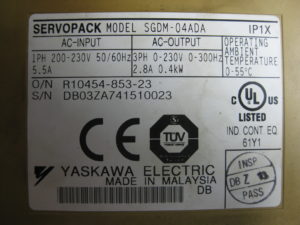 SERVOPACK MODEL SGDM-04ADA IP1X
AC-INPUT AC-OUTPUT OPERATING
AMBIENT
TEMPERATURE
1PH 200-230V 50/60Hz 3PH 0-230V 0-300Hz
5.5A 2.8A 0.4kW 0-55℃
O/N R10454-853-23
S/N DB03ZA741510023
C UL US
LISTED
IND CONT EQ
61Y1
CE
TÜV
YASKAWA ELECTRIC
MADE IN MALAYSIA
DB
INSP
DB Z
PASS